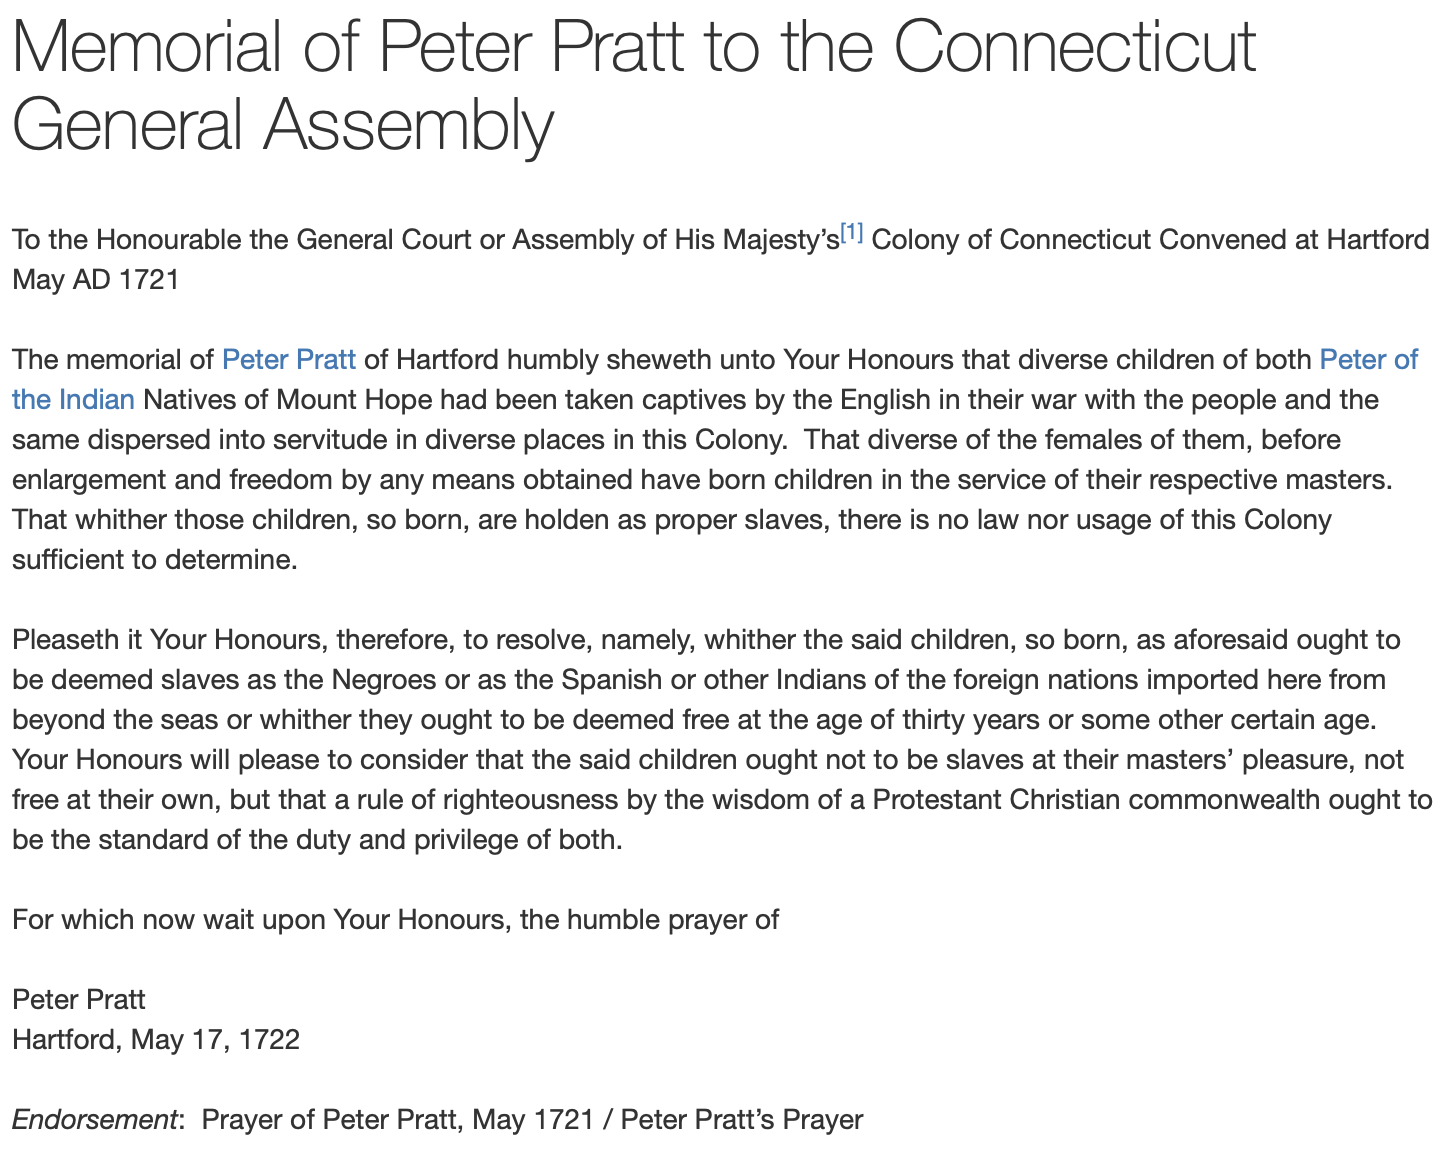 Memorial of Peter Pratt to the Connecticut
General Assembly
To the Honourable the General Court or Assembly of His Majesty’s[1] Colony of Connecticut Convened at Hartford
May AD 1721
The memorial of Peter Pratt of Hartford humbly sheweth unto Your Honours that diverse children of both Peter of
the Indian Natives of Mount Hope had been taken captives by the English in their war with the people and the
same dispersed into servitude in diverse places in this Colony.  That diverse of the females of them, before
enlargement and freedom by any means obtained have born children in the service of their respective masters.
That whither those children, so born, are holden as proper slaves, there is no law nor usage of this Colony
sufficient to determine.
Pleaseth it Your Honours, therefore, to resolve, namely, whither the said children, so born, as aforesaid ought to
be deemed slaves as the Negroes or as the Spanish or other Indians of the foreign nations imported here from
beyond the seas or whither they ought to be deemed free at the age of thirty years or some other certain age.
Your Honours will please to consider that the said children ought not to be slaves at their masters’ pleasure, not
free at their own, but that a rule of righteousness by the wisdom of a Protestant Christian commonwealth ought to
be the standard of the duty and privilege of both.
For which now wait upon Your Honours, the humble prayer of
Peter Pratt
Hartford, May 17, 1722
Endorsement:  Prayer of Peter Pratt, May 1721 / Peter Pratt’s Prayer